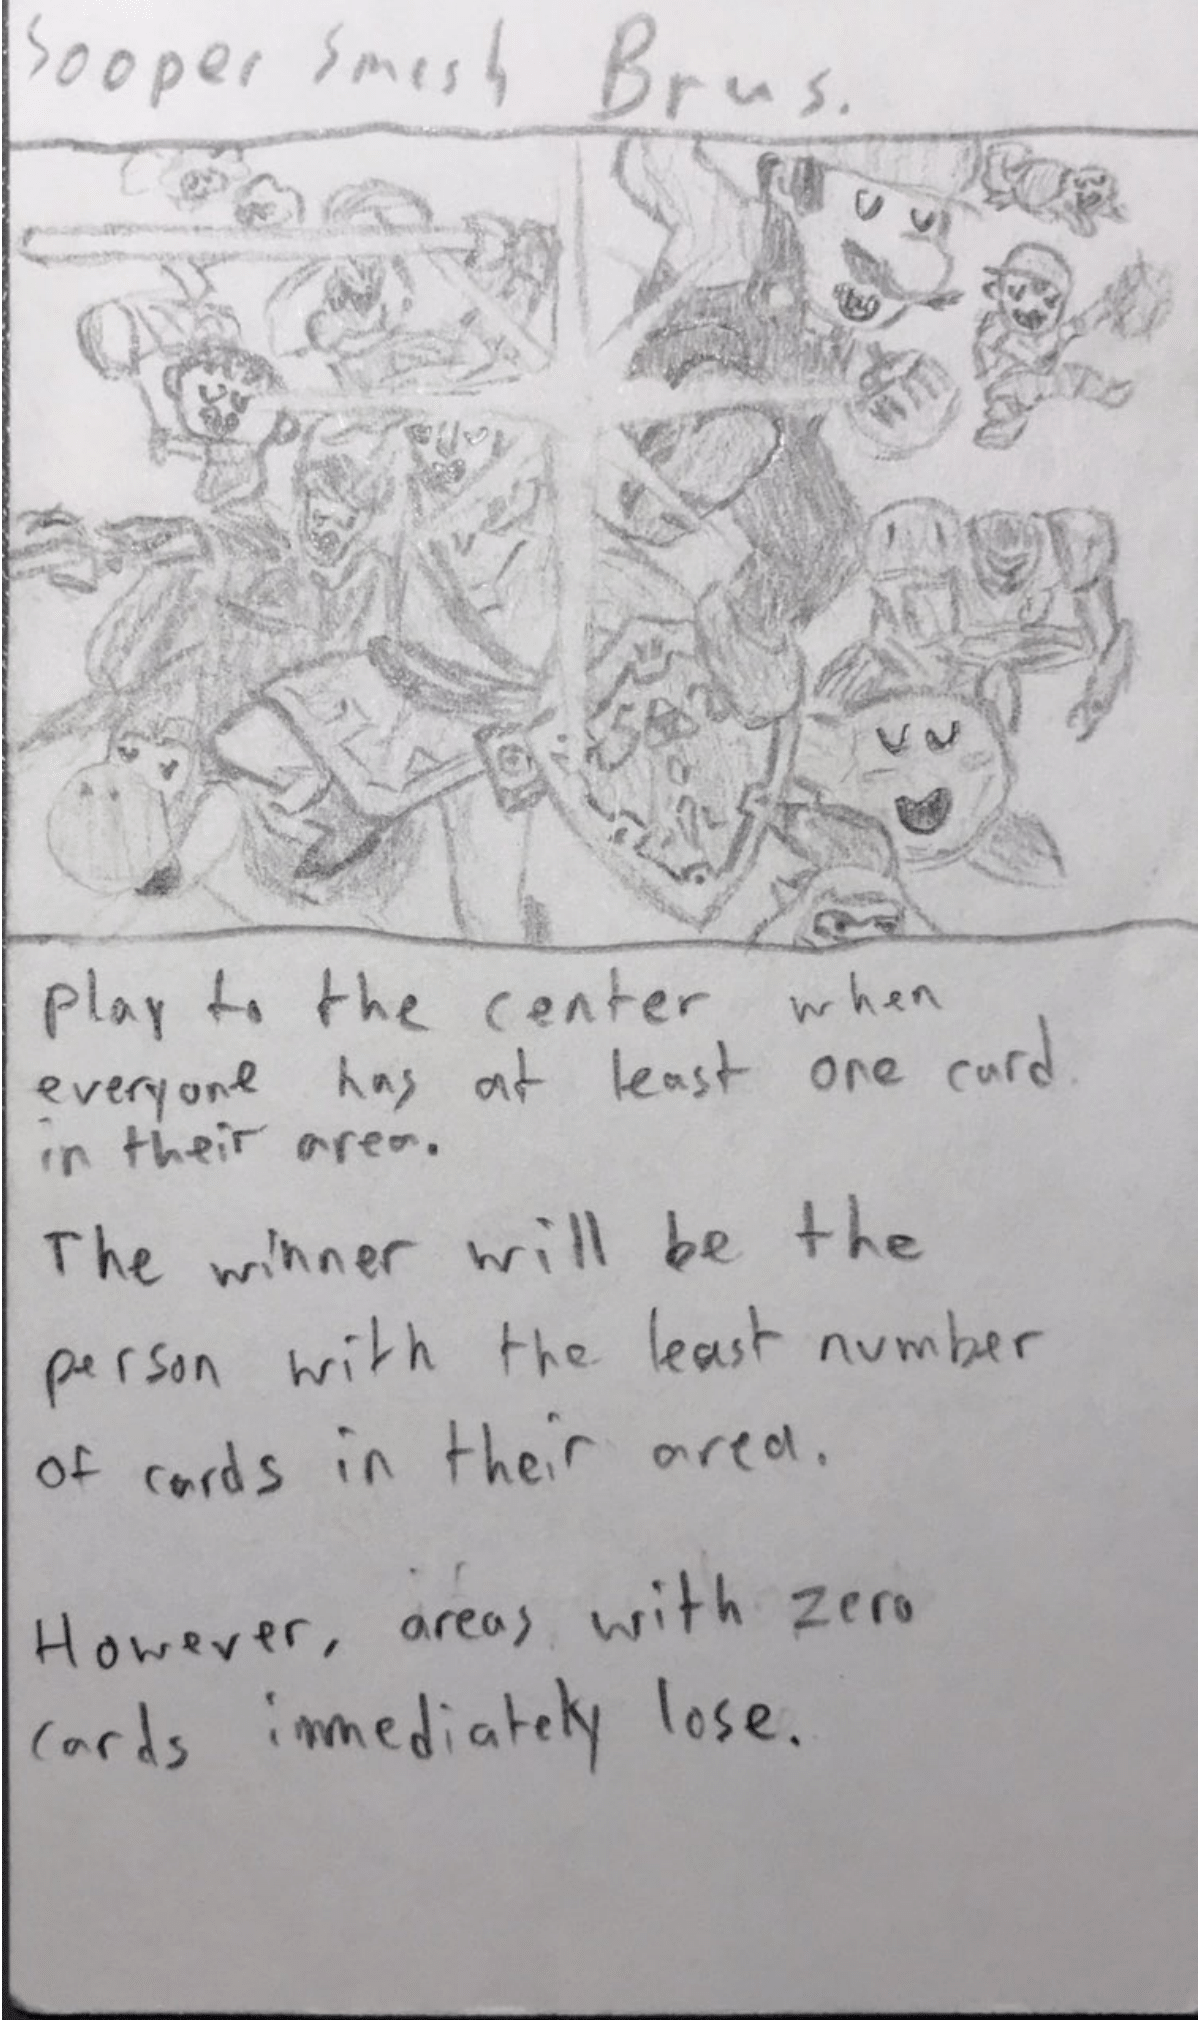 Sooper Smesh Brus.
play to the center when
everyone has at least one card
in their area.
The winner will be the
person with the least number
of cards in their area.
However, areas with zero
cards immediately lose.